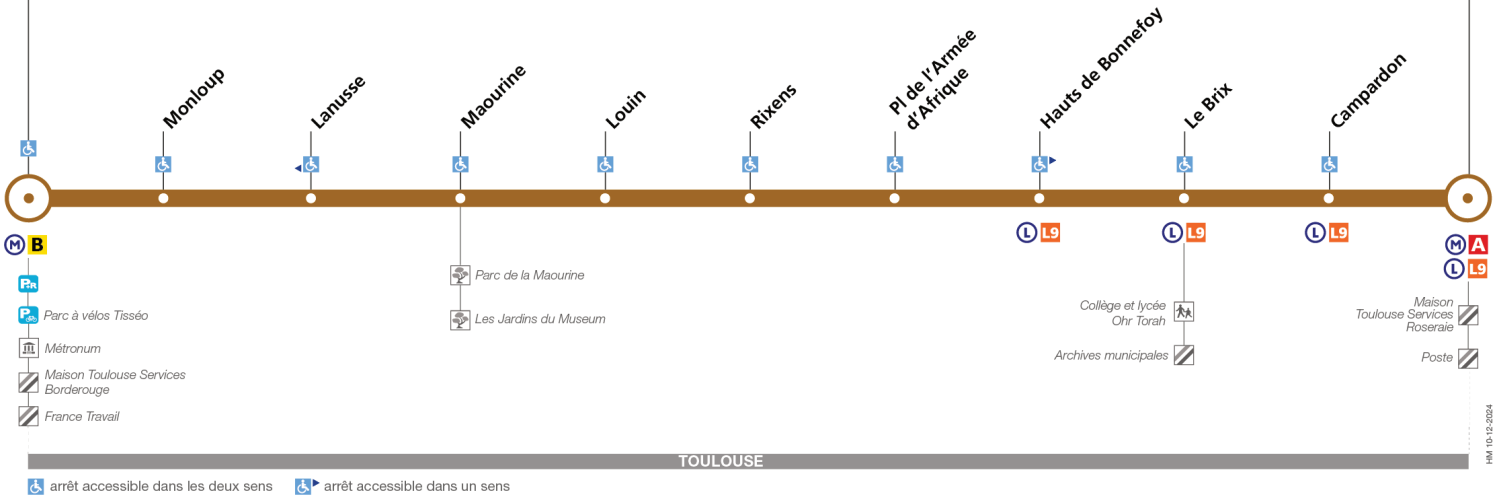 Monloup
Lanusse
Maourine
Louin
Rixens
Pl de l'Armée
d'Afrique
Hauts de Bonnefoy
Le Brix
Campardon
M B
L L9
L L9
L L9
M A
L L9
P+R
P
Parc à vélos Tisséo
Métronum
Maison Toulouse Services
Borderouge
France Travail
Parc de la Maourine
Les Jardins du Museum
Collège et lycée
Ohr Torah
Archives municipales
Maison
Toulouse Services
Roseraie
Poste
HM 10-12-2024
TOULOUSE
arrêt accessible dans les deux sens
arrêt accessible dans un sens